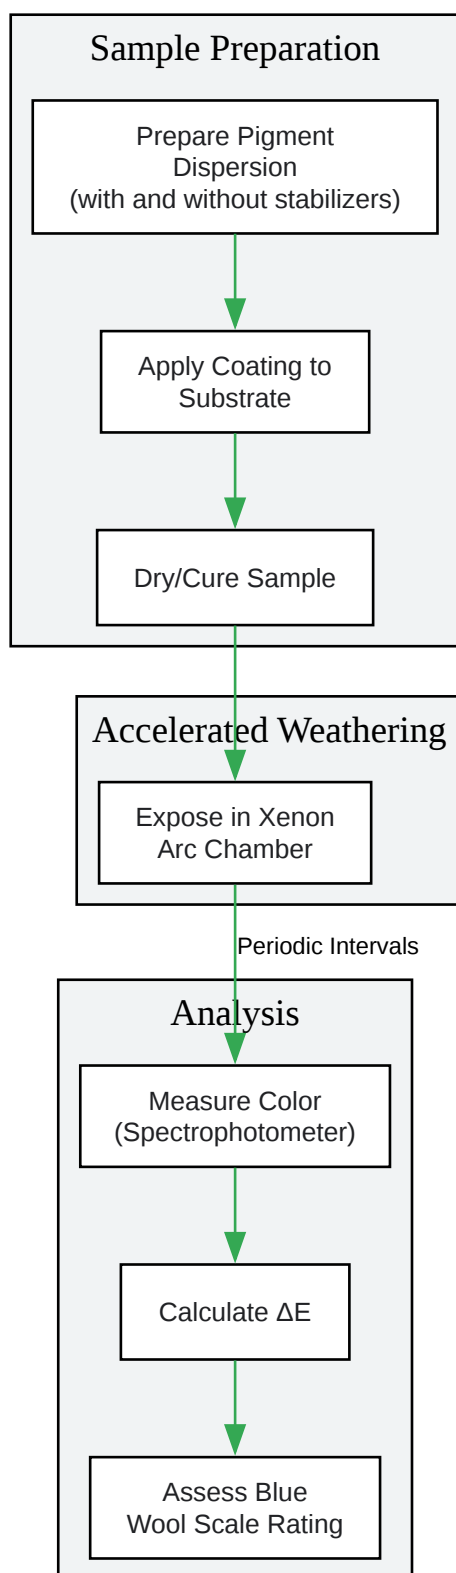 Sample Preparation
Prepare Pigment
Dispersion
(with and without stabilizers)
Apply Coating to
Substrate
Dry/Cure Sample
Accelerated Weathering
Expose in Xenon
Arc Chamber
Periodic Intervals
Analysis
Measure Color
(Spectrophotometer)
Calculate ΔE
Assess Blue
Wool Scale Rating